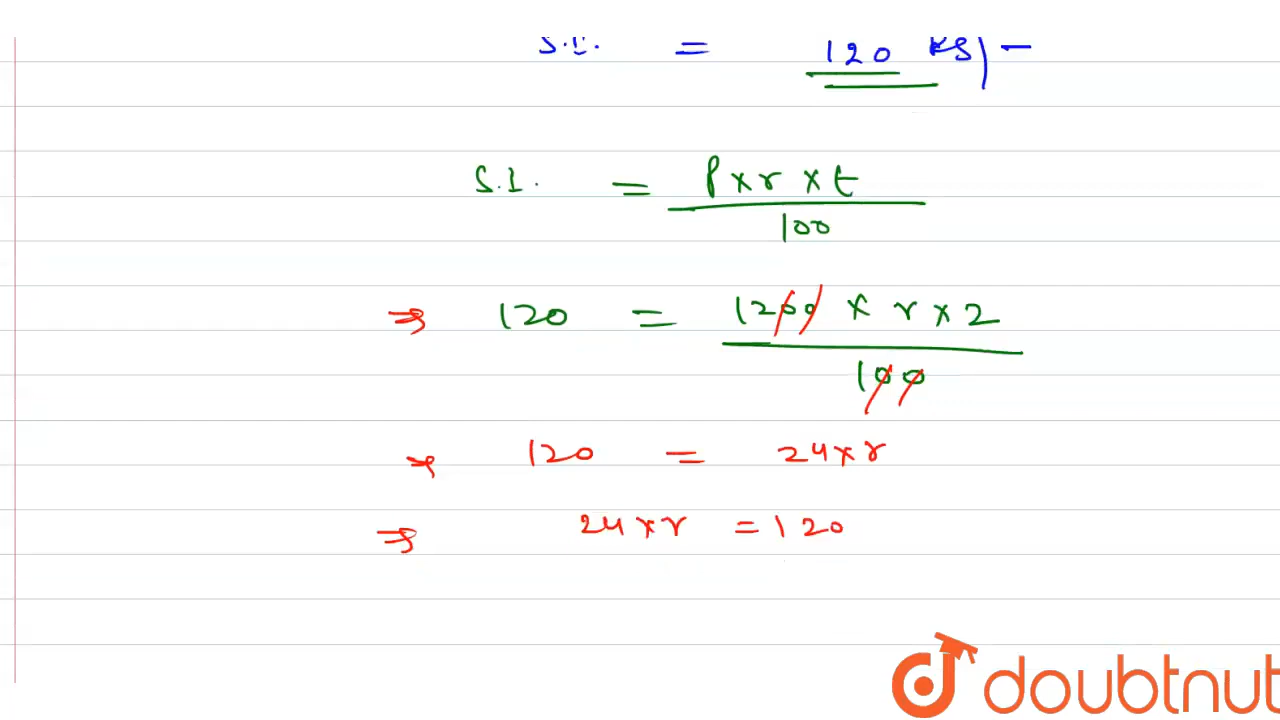 S.I. = 120 RS/-
S.I. = P×r×t
100
⇒ 120 = 1200 × r × 2
100
⇒ 120 = 24×r
⇒ 24×r = 120
doubtnut